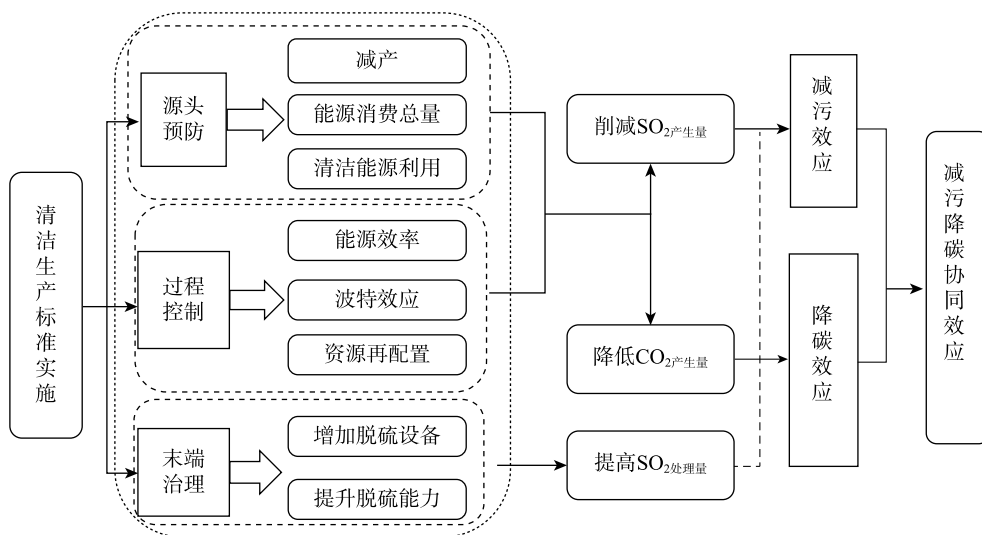 清洁生产标准实施
源头
预防
减产
能源消费总量
清洁能源利用
过程
控制
能源效率
波特效应
资源再配置
末端
治理
增加脱硫设备
提升脱硫能力
削减SO₂产生量
降低CO₂产生量
提高SO₂处理量
减污效应
降碳效应
减污降碳协同效应